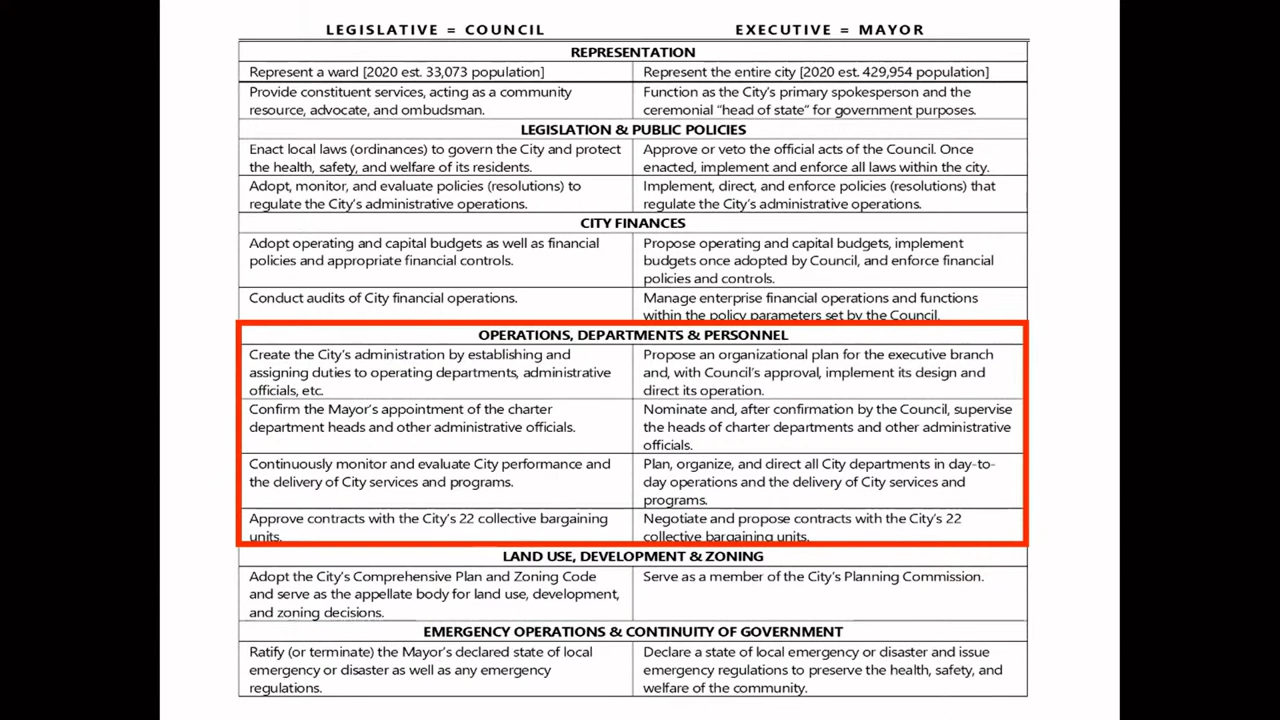 LEGISLATIVE = COUNCIL
EXECUTIVE = MAYOR
REPRESENTATION
Represent a ward [2020 est. 33,073 population]
Represent the entire city [2020 est. 429,954 population]
Provide constituent services, acting as a community
resource, advocate, and ombudsman.
Function as the City's primary spokesperson and the
ceremonial “head of state” for government purposes.
LEGISLATION & PUBLIC POLICIES
Enact local laws (ordinances) to govern the City and protect
the health, safety, and welfare of its residents.
Approve or veto the official acts of the Council. Once
enacted, implement and enforce all laws within the city.
Adopt, monitor, and evaluate policies (resolutions) to
regulate the City's administrative operations.
Implement, direct, and enforce policies (resolutions) that
regulate the City's administrative operations.
CITY FINANCES
Adopt operating and capital budgets as well as financial
policies and appropriate financial controls.
Propose operating and capital budgets, implement
budgets once adopted by Council, and enforce financial
policies and controls.
Conduct audits of City financial operations.
Manage enterprise financial operations and functions
within the policy parameters set by the Council.
OPERATIONS, DEPARTMENTS & PERSONNEL
Create the City's administration by establishing and
assigning duties to operating departments, administrative
officials, etc.
Propose an organizational plan for the executive branch
and, with Council's approval, implement its design and
direct its operation.
Confirm the Mayor's appointment of the charter
department heads and other administrative officials.
Nominate and, after confirmation by the Council, supervise
the heads of charter departments and other administrative
officials.
Continuously monitor and evaluate City performance and
the delivery of City services and programs.
Plan, organize, and direct all City departments in day-to-
day operations and the delivery of City services and
programs.
Approve contracts with the City's 22 collective bargaining
units.
Negotiate and propose contracts with the City's 22
collective bargaining units.
LAND USE, DEVELOPMENT & ZONING
Adopt the City's Comprehensive Plan and Zoning Code
and serve as the appellate body for land use, development,
and zoning decisions.
Serve as a member of the City's Planning Commission.
EMERGENCY OPERATIONS & CONTINUITY OF GOVERNMENT
Ratify (or terminate) the Mayor's declared state of local
emergency or disaster as well as any emergency
regulations.
Declare a state of local emergency or disaster and issue
emergency regulations to preserve the health, safety, and
welfare of the community.